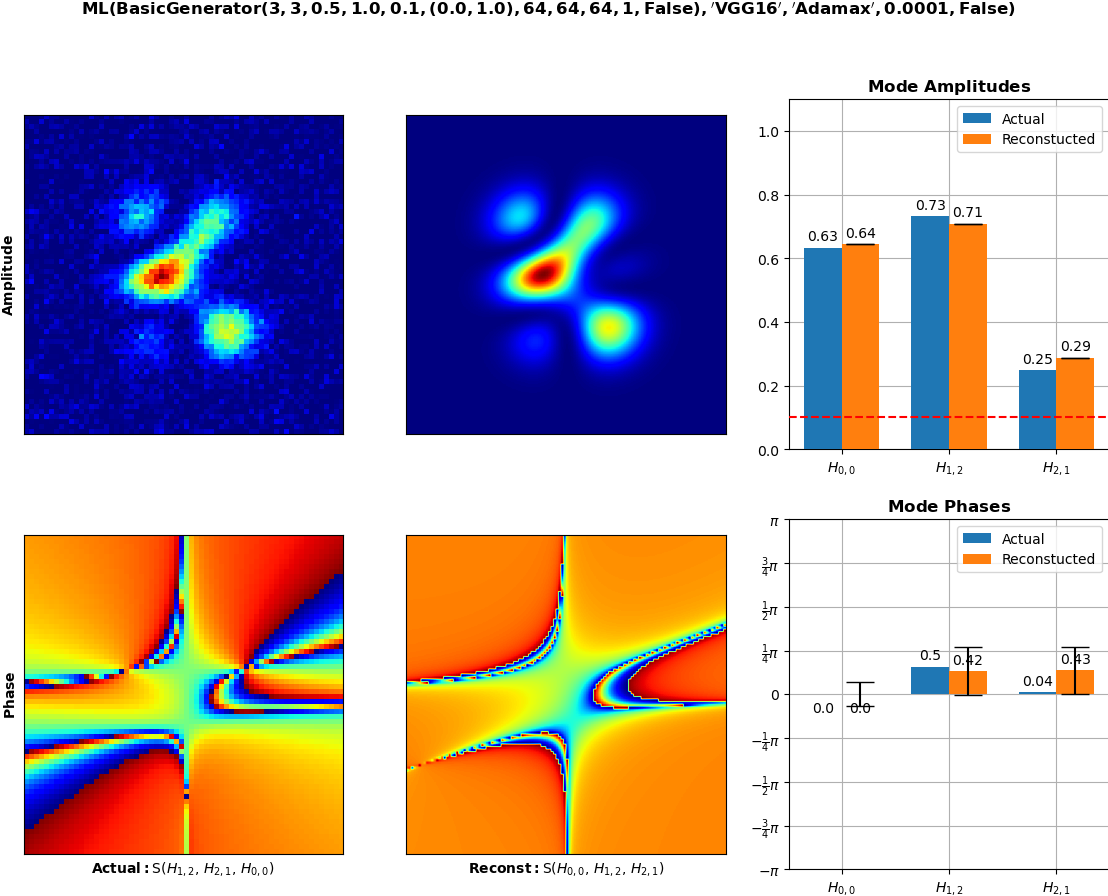 ML(BasicGenerator(3, 3, 0.5, 1.0, 0.1, (0.0, 1.0), 64, 64, 64, 1, False), ′VGG16′, ′Adamax′, 0.0001, False)
Amplitude
Mode Amplitudes
Actual
Reconstucted
1.0
0.8
0.6
0.4
0.2
0.0
0.63
0.64
0.73
0.71
0.25
0.29
H0,0
H1,2
H2,1
Phase
Actual: S(H1,2, H2,1, H0,0)
Reconst: S(H0,0, H1,2, H2,1)
Mode Phases
Actual
Reconstucted
π
3/4π
1/2π
1/4π
0
−1/4π
−1/2π
−3/4π
−π
0.0
0.0
0.5
0.42
0.04
0.43
H0,0
H1,2
H2,1